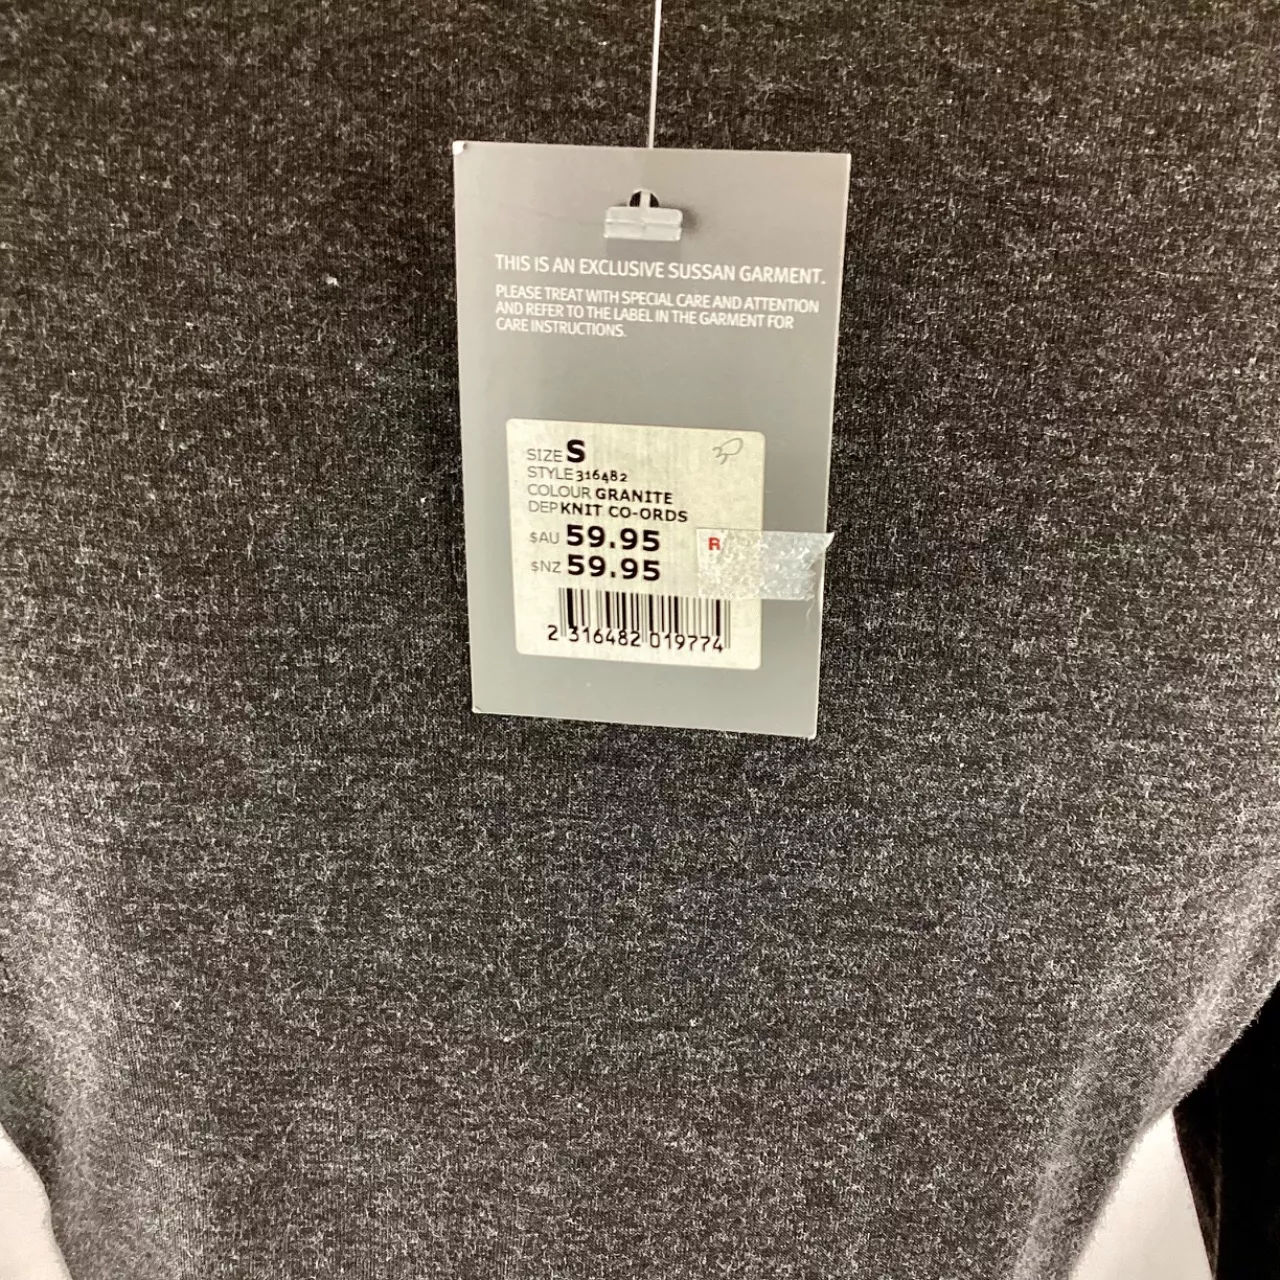 THIS IS AN EXCLUSIVE SUSSAN GARMENT.
PLEASE TREAT WITH SPECIAL CARE AND ATTENTION
AND REFER TO THE LABEL IN THE GARMENT FOR
CARE INSTRUCTIONS.
SIZE S
STYLE 316482
COLOUR GRANITE
DEP KNIT CO-ORDS
$AU 59.95
R
$NZ 59.95
2 316482 019774